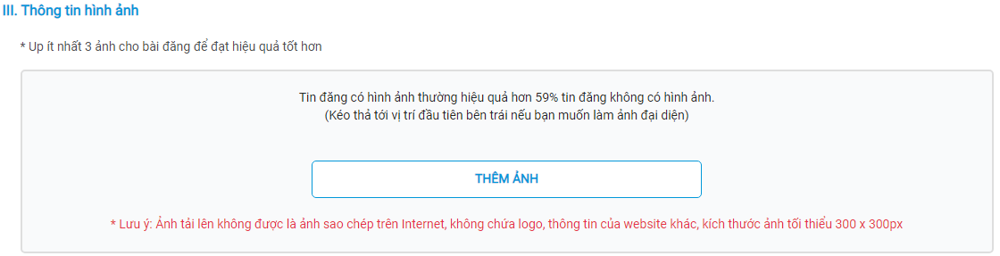 III. Thông tin hình ảnh
* Up ít nhất 3 ảnh cho bài đăng để đạt hiệu quả tốt hơn
Tin đăng có hình ảnh thường hiệu quả hơn 59% tin đăng không có hình ảnh.
(Kéo thả tới vị trí đầu tiên bên trái nếu bạn muốn làm ảnh đại diện)
THÊM ẢNH
* Lưu ý: Ảnh tải lên không được là ảnh sao chép trên Internet, không chứa logo, thông tin của website khác, kích thước ảnh tối thiểu 300 x 300px